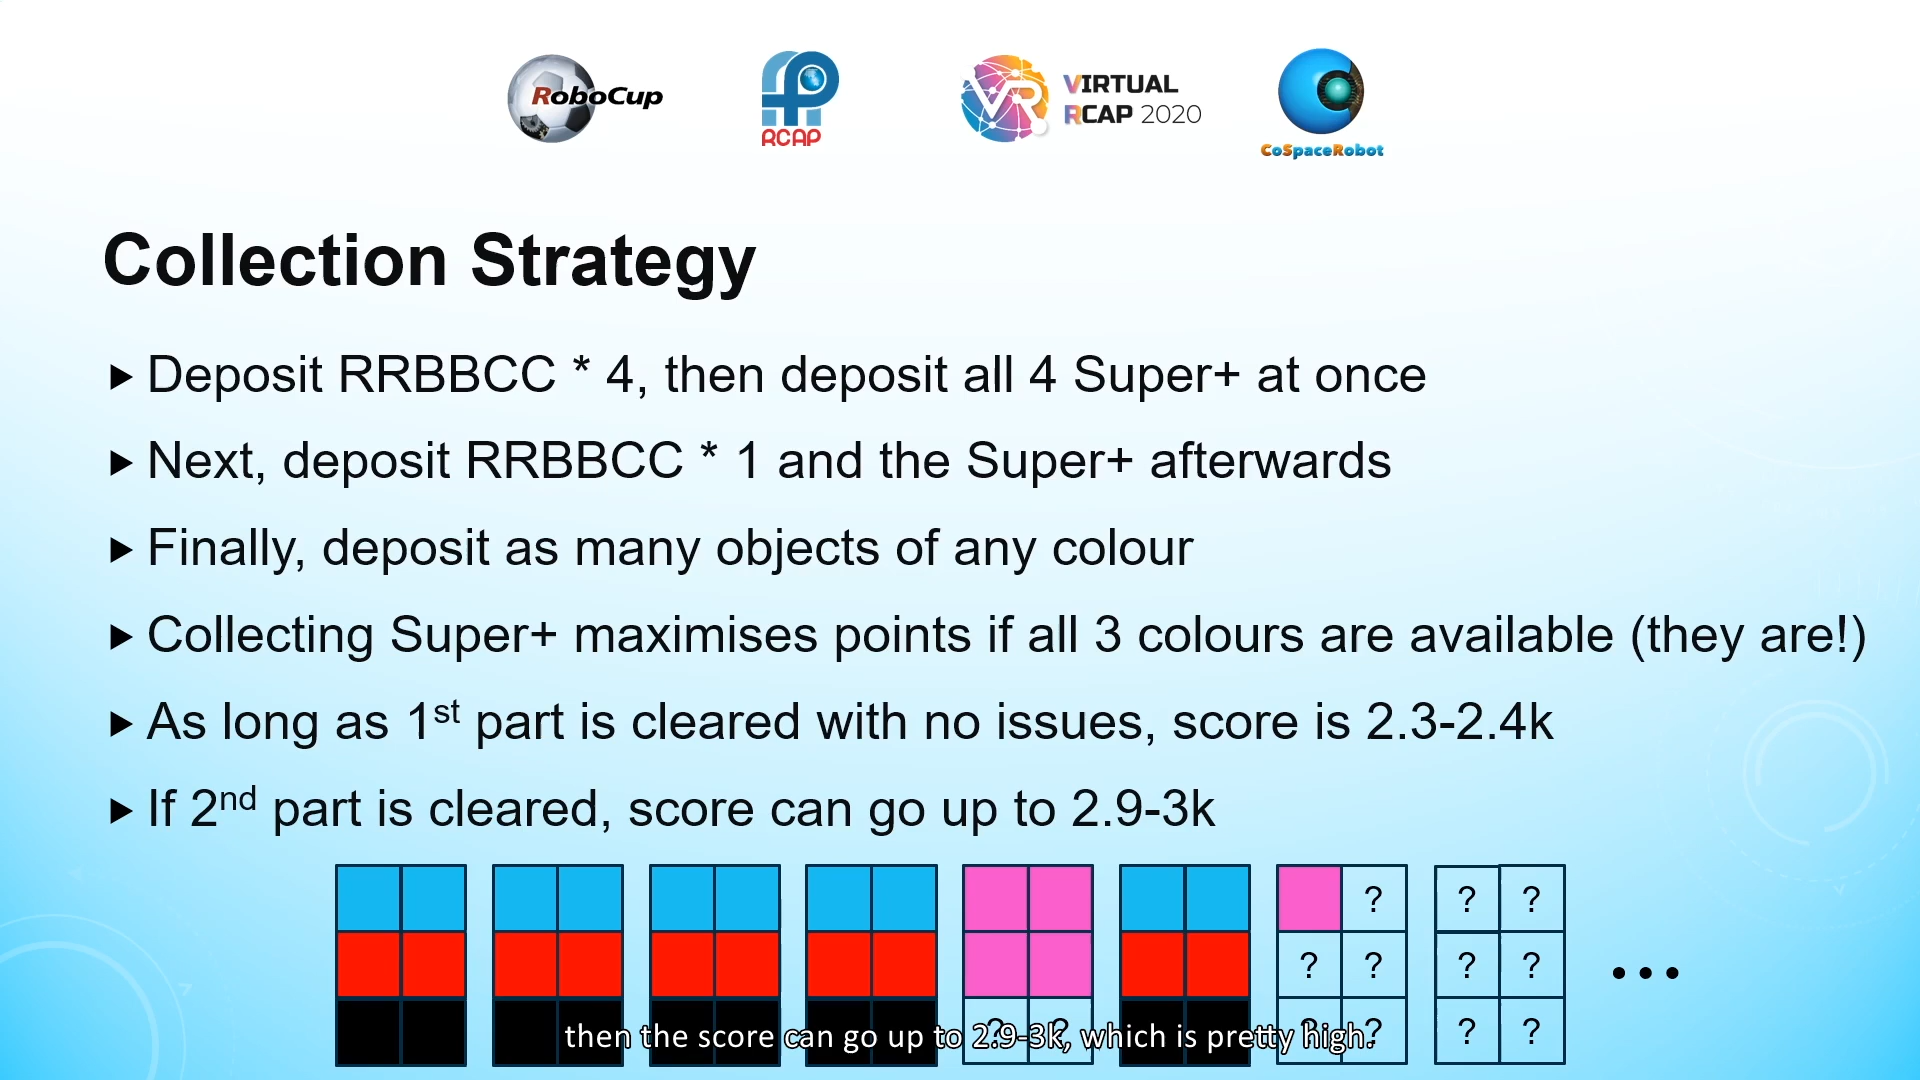 RoboCup
RCAP
VR
VIRTUAL
RCAP 2020
CoSpaceRobot
Collection Strategy
Deposit RRBBCC * 4, then deposit all 4 Super+ at once
Next, deposit RRBBCC * 1 and the Super+ afterwards
Finally, deposit as many objects of any colour
Collecting Super+ maximises points if all 3 colours are available (they are!)
As long as 1st part is cleared with no issues, score is 2.3-2.4k
If 2nd part is cleared, score can go up to 2.9-3k
? ? ?
? ? ? ?
? ? ? ? ? ?
...
then the score can go up to 2.9-3k, which is pretty high.